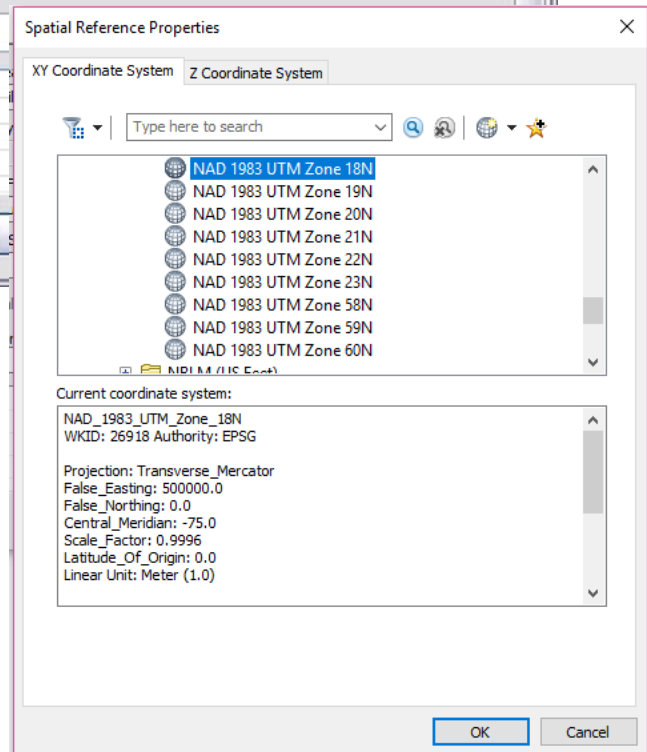 Spatial Reference Properties
XY Coordinate System Z Coordinate System
Type here to search
NAD 1983 UTM Zone 18N
NAD 1983 UTM Zone 19N
NAD 1983 UTM Zone 20N
NAD 1983 UTM Zone 21N
NAD 1983 UTM Zone 22N
NAD 1983 UTM Zone 23N
NAD 1983 UTM Zone 58N
NAD 1983 UTM Zone 59N
NAD 1983 UTM Zone 60N
(US Feet)
Current coordinate system:
NAD_1983_UTM_Zone_18N
WKID: 26918 Authority: EPSG
Projection: Transverse_Mercator
False_Easting: 500000.0
False_Northing: 0.0
Central_Meridian: -75.0
Scale_Factor: 0.9996
Latitude_Of_Origin: 0.0
Linear Unit: Meter (1.0)
OK Cancel